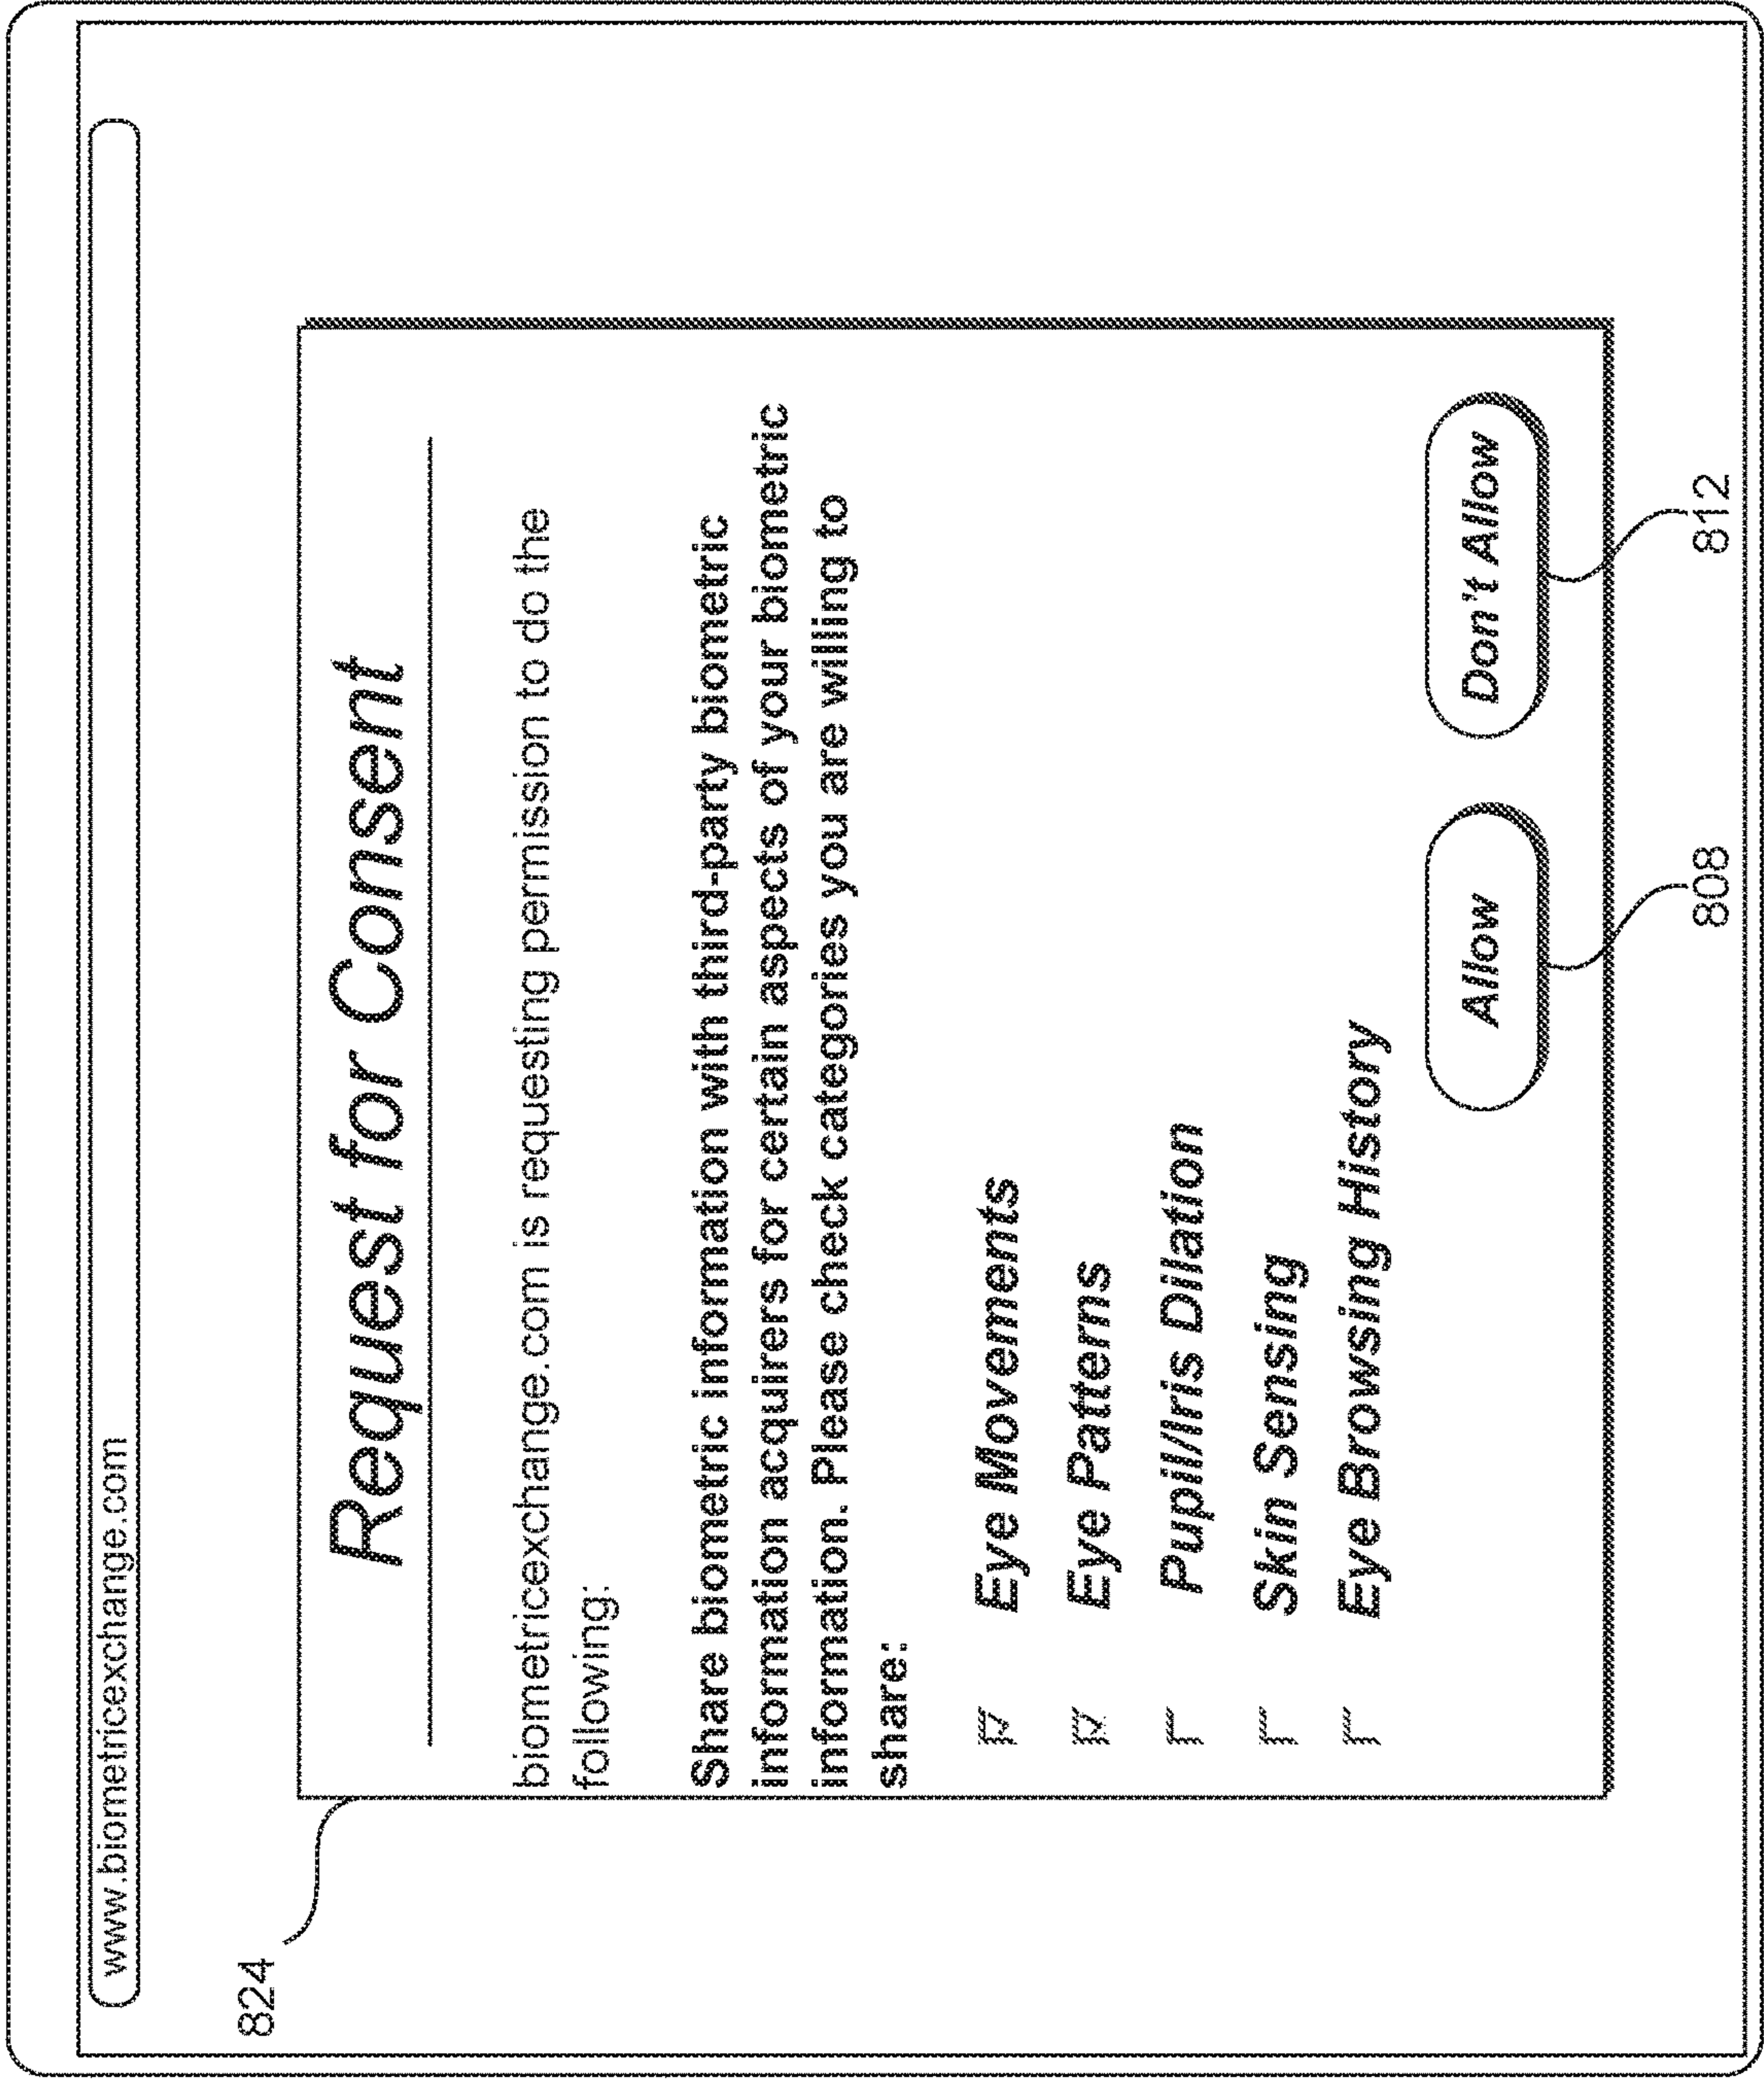 www.biometricexchange.com
824
Request for Consent
biometricexchange.com is requesting permission to do the
following:
Share biometric information with third-party biometric
information acquirers for certain aspects of your biometric
information. Please check categories you are willing to
share:
Eye Movements
Eye Patterns
Pupil/Iris Dilation
Skin Sensing
Eye Browsing History
Allow
Don't Allow
808
812